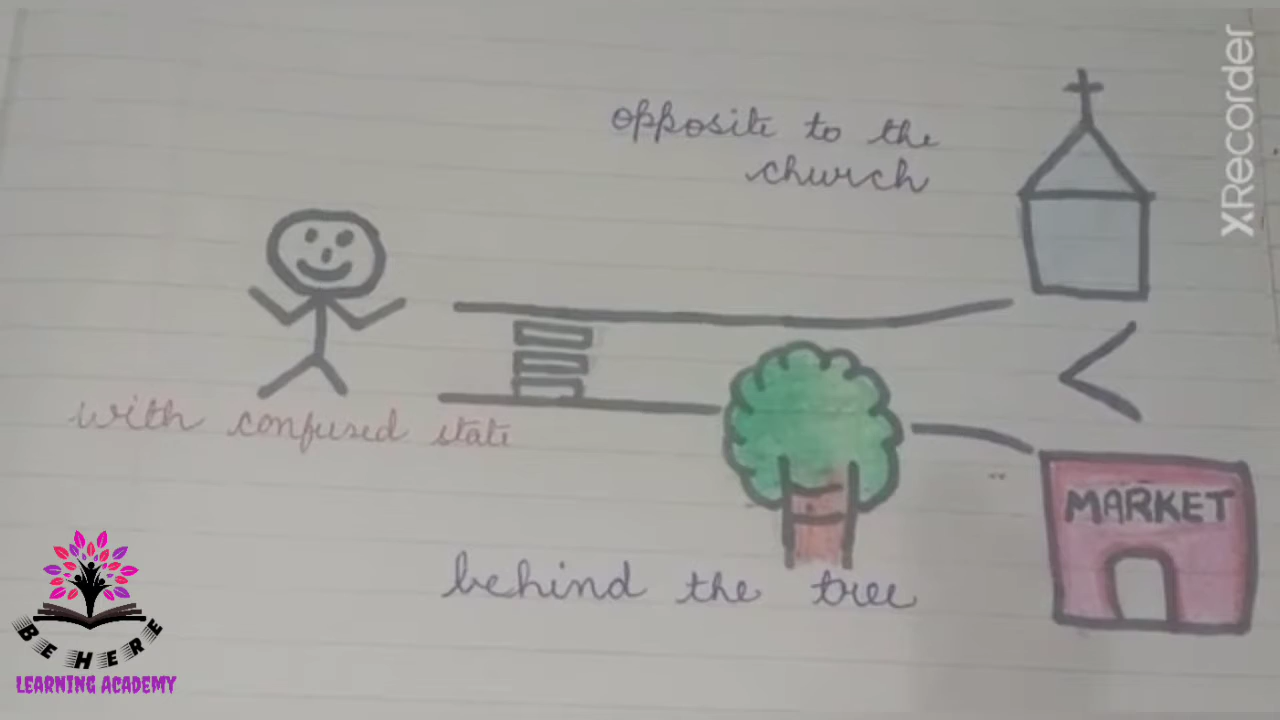 opposite to the
church
with confused state
MARKET
behind the tree
BE HERE
LEARNING ACADEMY
XRecorder